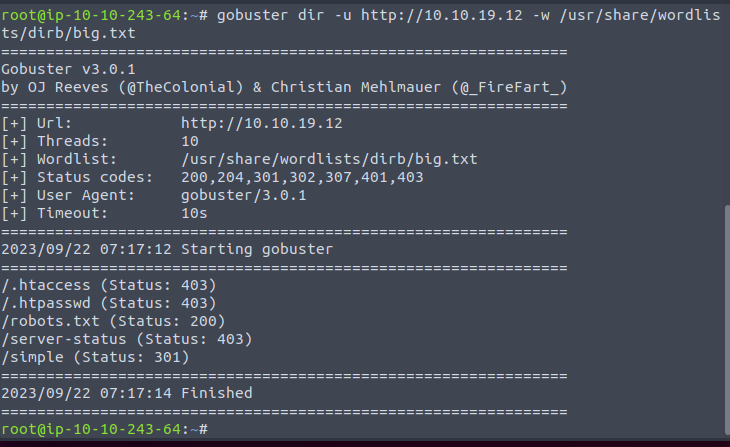 root@ip-10-10-243-64:~# gobuster dir -u http://10.10.19.12 -w /usr/share/wordlis
ts/dirb/big.txt
===============================================================
Gobuster v3.0.1
by OJ Reeves (@TheColonial) & Christian Mehlmauer (@_FireFart_)
===============================================================
[+] Url:            http://10.10.19.12
[+] Threads:        10
[+] Wordlist:       /usr/share/wordlists/dirb/big.txt
[+] Status codes:   200,204,301,302,307,401,403
[+] User Agent:     gobuster/3.0.1
[+] Timeout:        10s
===============================================================
2023/09/22 07:17:12 Starting gobuster
===============================================================
/.htaccess (Status: 403)
/.htpasswd (Status: 403)
/robots.txt (Status: 200)
/server-status (Status: 403)
/simple (Status: 301)
===============================================================
2023/09/22 07:17:14 Finished
===============================================================
root@ip-10-10-243-64:~#